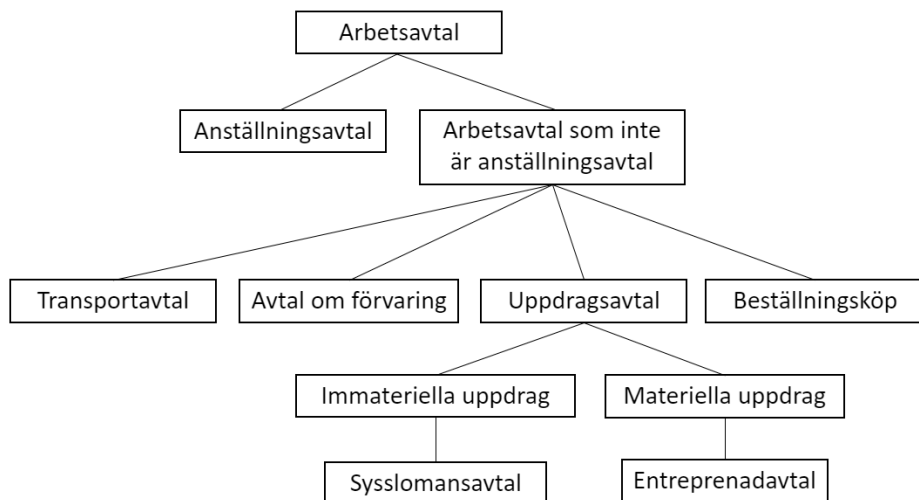 Arbetsavtal
Anställningsavtal
Arbetsavtal som inte
är anställningsavtal
Transportavtal
Avtal om förvaring
Uppdragsavtal
Beställningsköp
Immateriella uppdrag
Materiella uppdrag
Sysslomansavtal
Entreprenadavtal